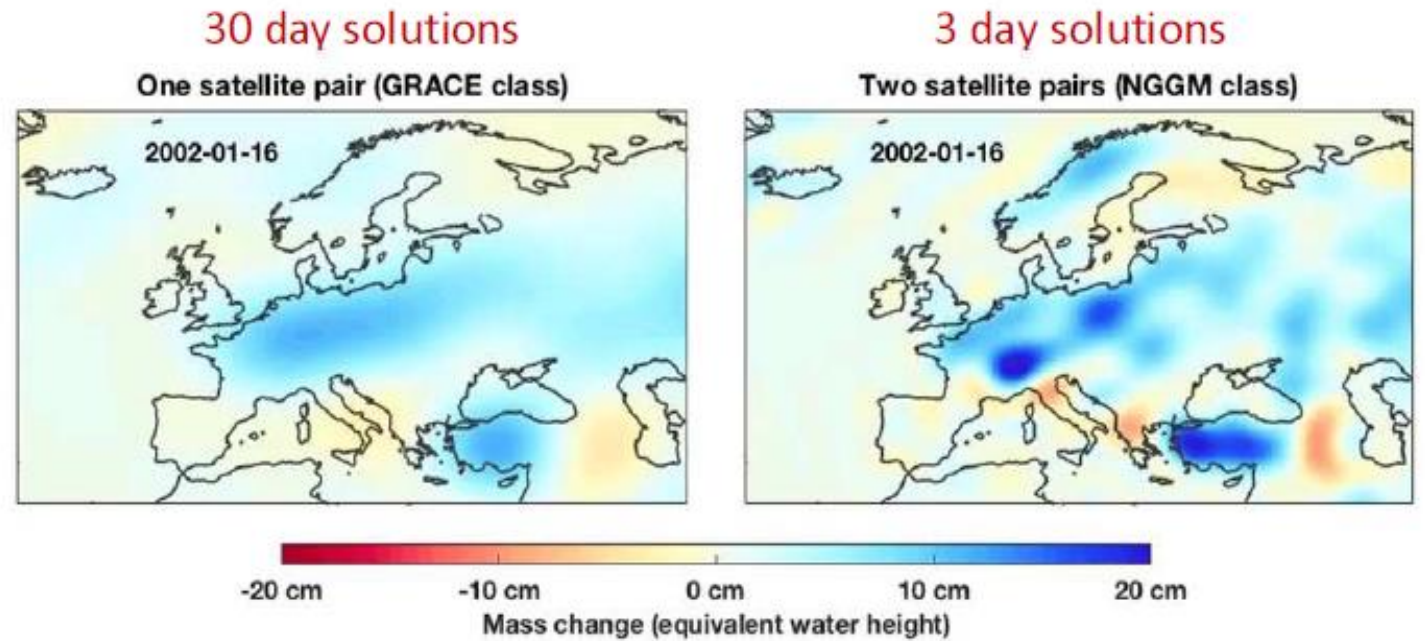 30 day solutions
3 day solutions
One satellite pair (GRACE class)
Two satellite pairs (NGGM class)
2002-01-16
2002-01-16
-20 cm
-10 cm
0 cm
10 cm
20 cm
Mass change (equivalent water height)